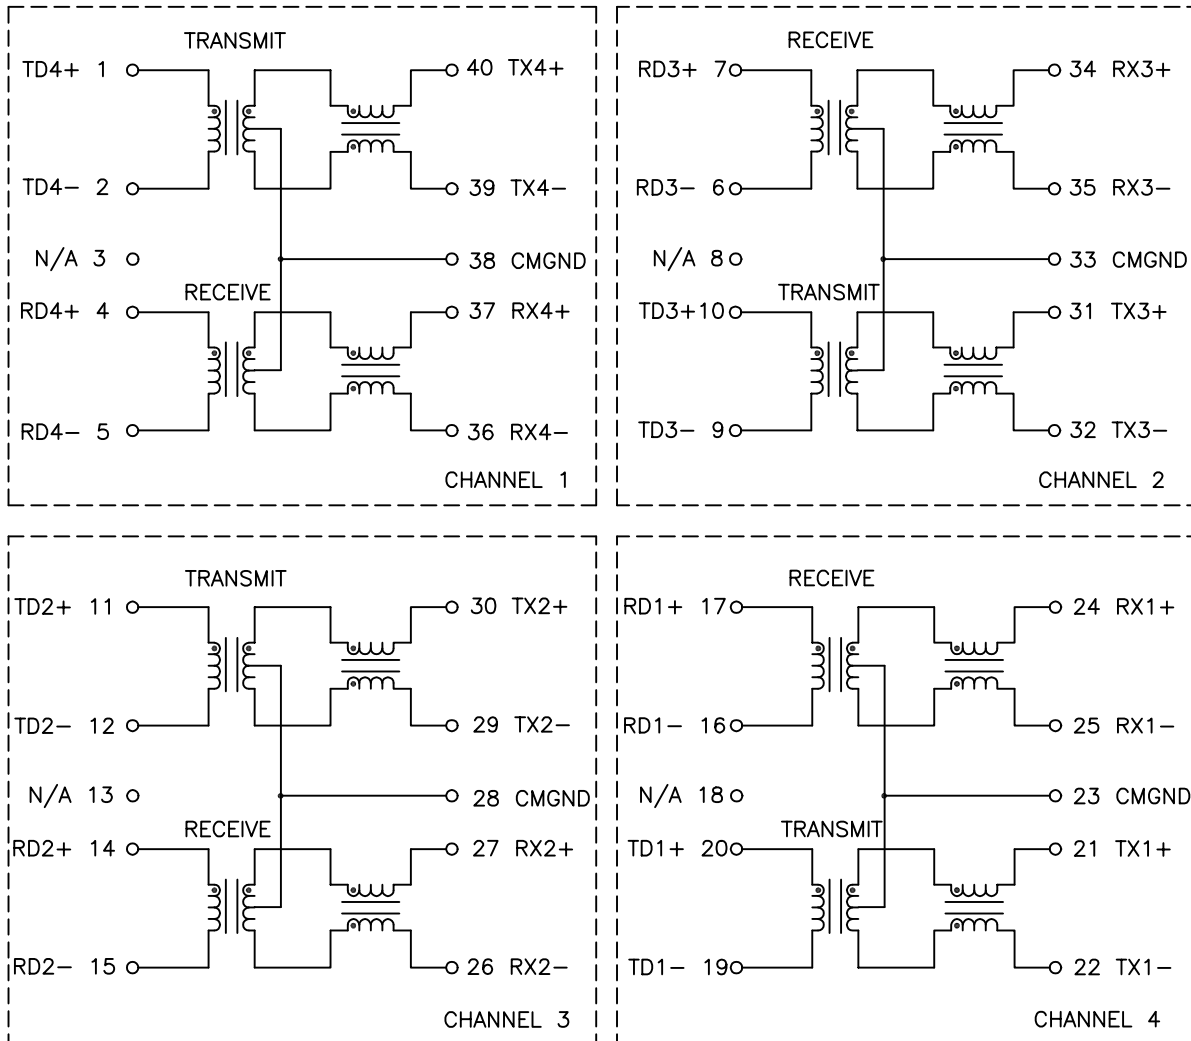 TRANSMIT
TD4+ 1
40 TX4+
TD4- 2
39 TX4-
N/A 3
38 CMGND
RECEIVE
RD4+ 4
37 RX4+
RD4- 5
36 RX4-
CHANNEL 1
RECEIVE
RD3+ 7
34 RX3+
RD3- 6
35 RX3-
N/A 8
33 CMGND
TRANSMIT
TD3+ 10
31 TX3+
TD3- 9
32 TX3-
CHANNEL 2
TRANSMIT
TD2+ 11
30 TX2+
TD2- 12
29 TX2-
N/A 13
28 CMGND
RECEIVE
RD2+ 14
27 RX2+
RD2- 15
26 RX2-
CHANNEL 3
RECEIVE
RD1+ 17
24 RX1+
RD1- 16
25 RX1-
N/A 18
23 CMGND
TRANSMIT
TD1+ 20
21 TX1+
TD1- 19
22 TX1-
CHANNEL 4